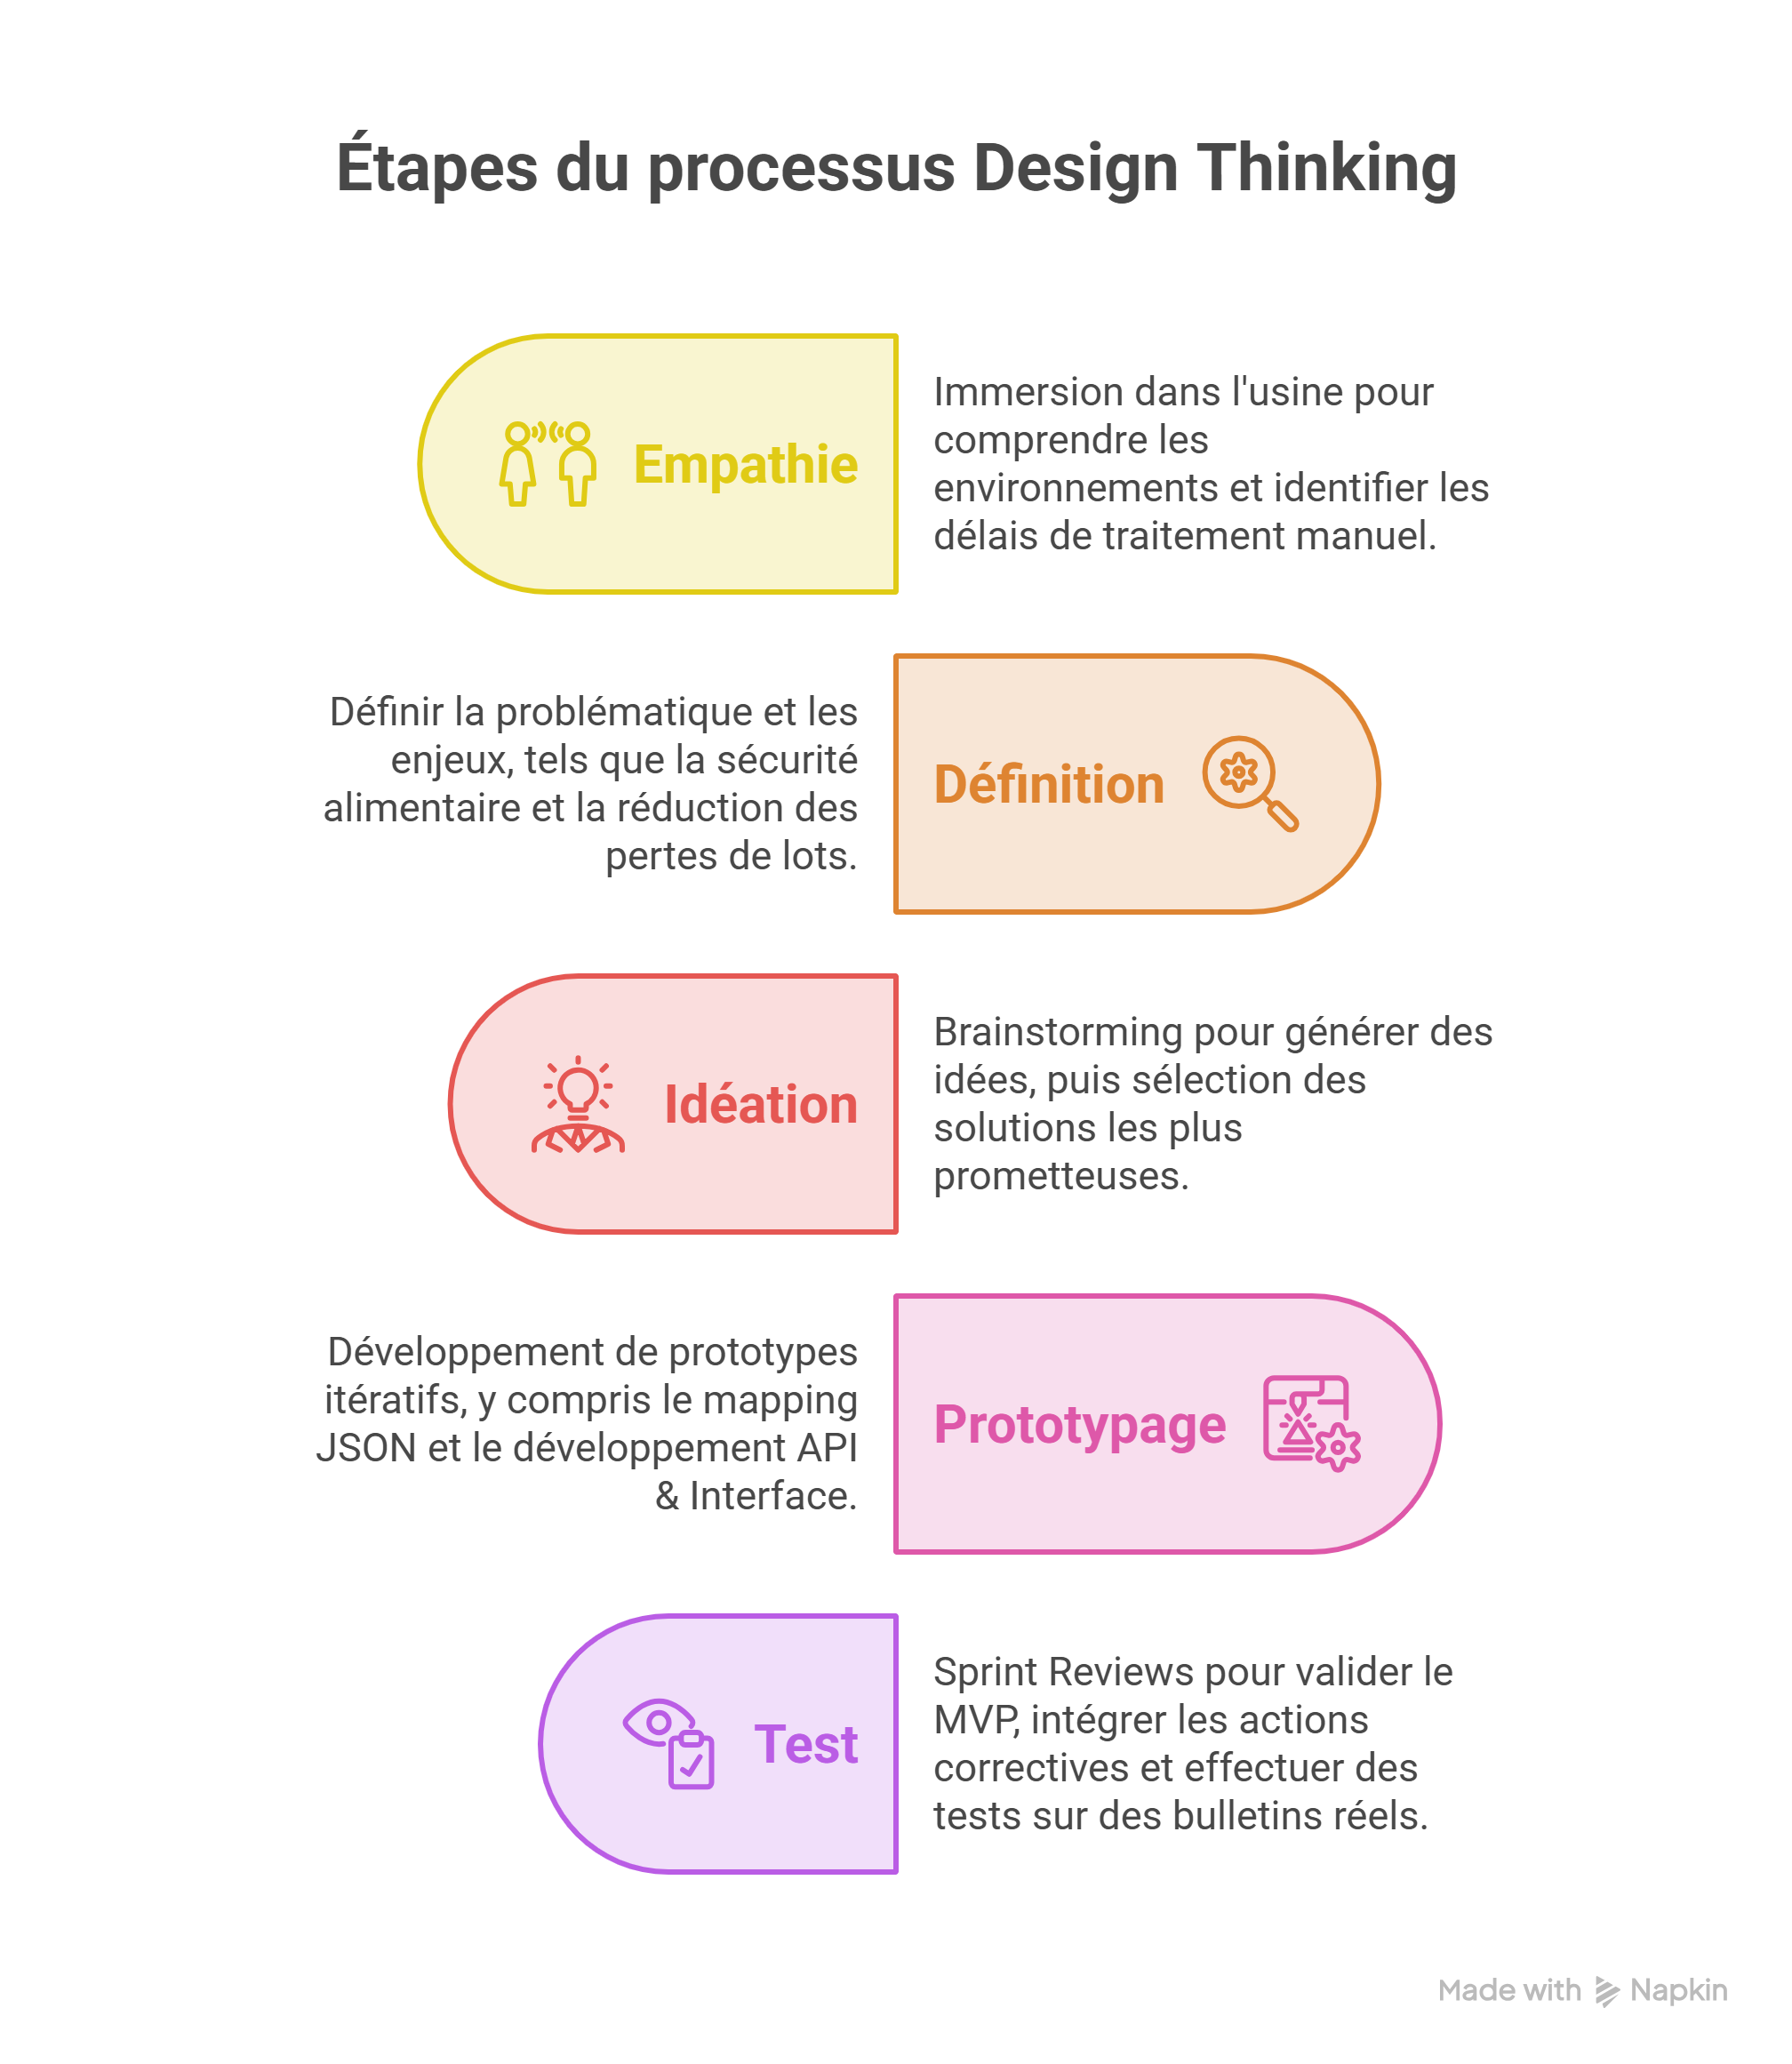 Étapes du processus Design Thinking
Empathie
Immersion dans l'usine pour
comprendre les
environnements et identifier les
délais de traitement manuel.
Définir la problématique et les
enjeux, tels que la sécurité
alimentaire et la réduction des
pertes de lots.
Définition
Idéation
Brainstorming pour générer des
idées, puis sélection des
solutions les plus
prometteuses.
Développement de prototypes
itératifs, y compris le mapping
JSON et le développement API
& Interface.
Prototypage
Test
Sprint Reviews pour valider le
MVP, intégrer les actions
correctives et effectuer des
tests sur des bulletins réels.
Made with Napkin